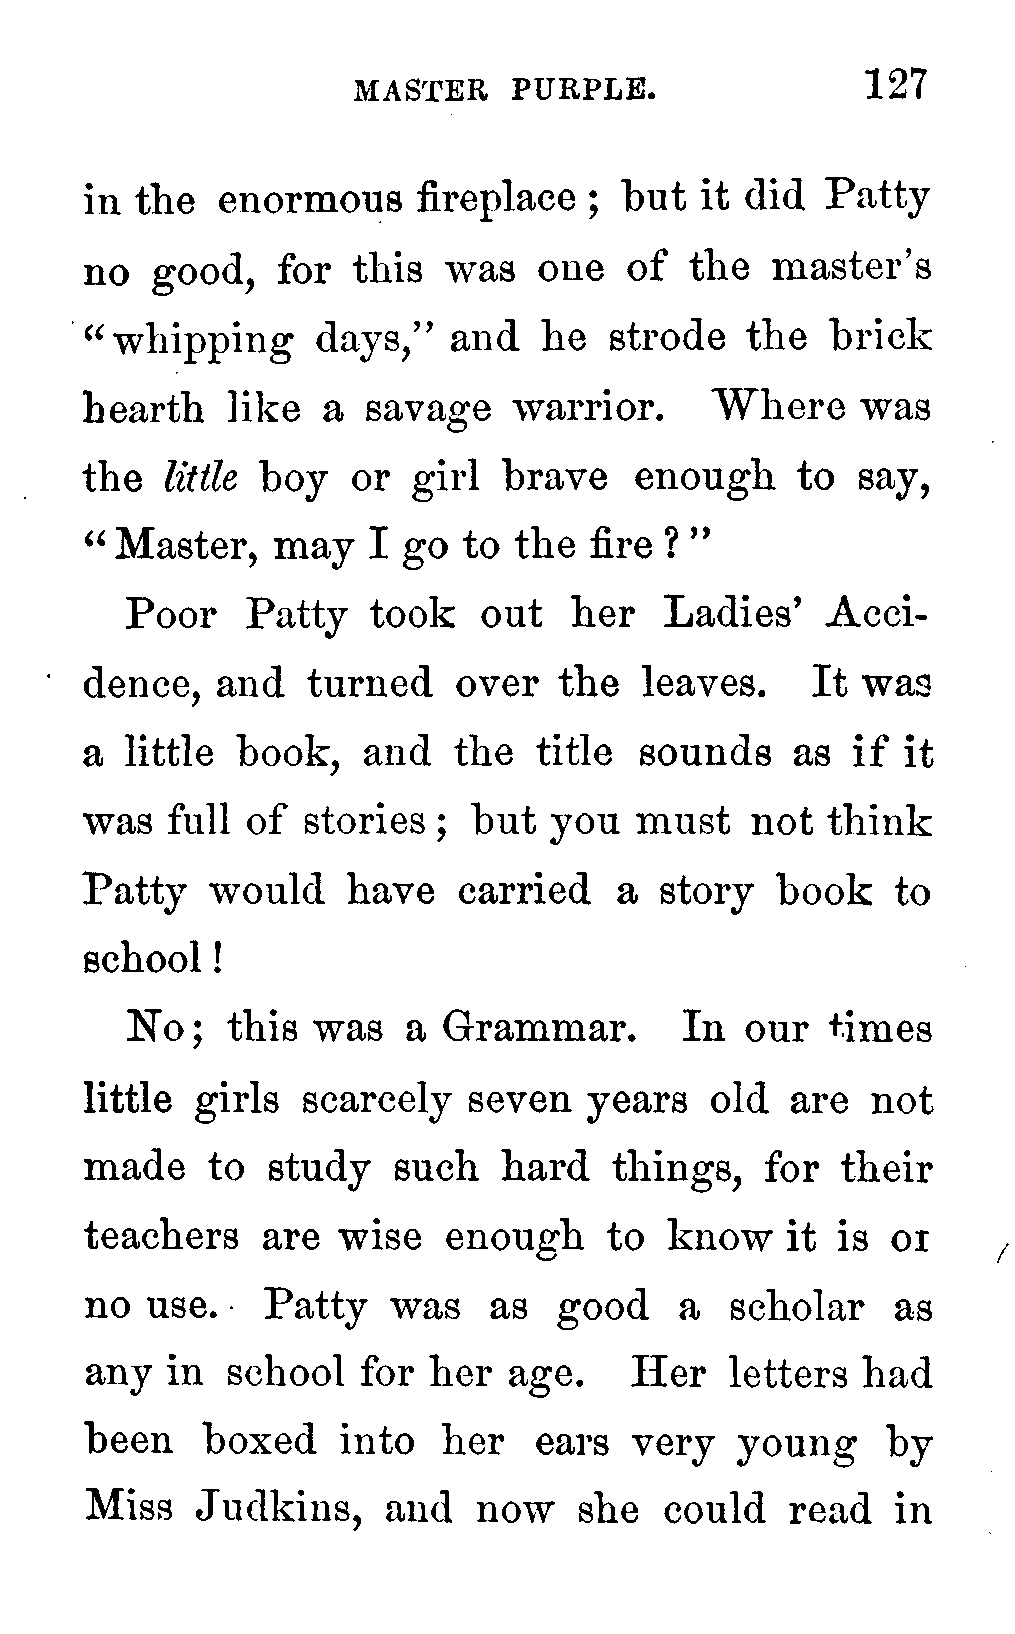 MASTER PURPLE. 127
in the enormous fireplace ; but it did Patty
no good, for this was one of the master's
"whipping days," and he strode the brick
hearth like a savage warrior. Where was
the little boy or girl brave enough to say,
"Master, may I go to the fire ?"
Poor Patty took out her Ladies' Acci-
dence, and turned over the leaves. It was
a little book, and the title sounds as if it
was full of stories ; but you must not think
Patty would have carried a story book to
school !
No ; this was a Grammar. In our times
little girls scarcely seven years old are not
made to study such hard things, for their
teachers are wise enough to know it is of
no use. Patty was as good a scholar as
any in school for her age. Her letters had
been boxed into her ears very young by
Miss Judkins, and now she could read in